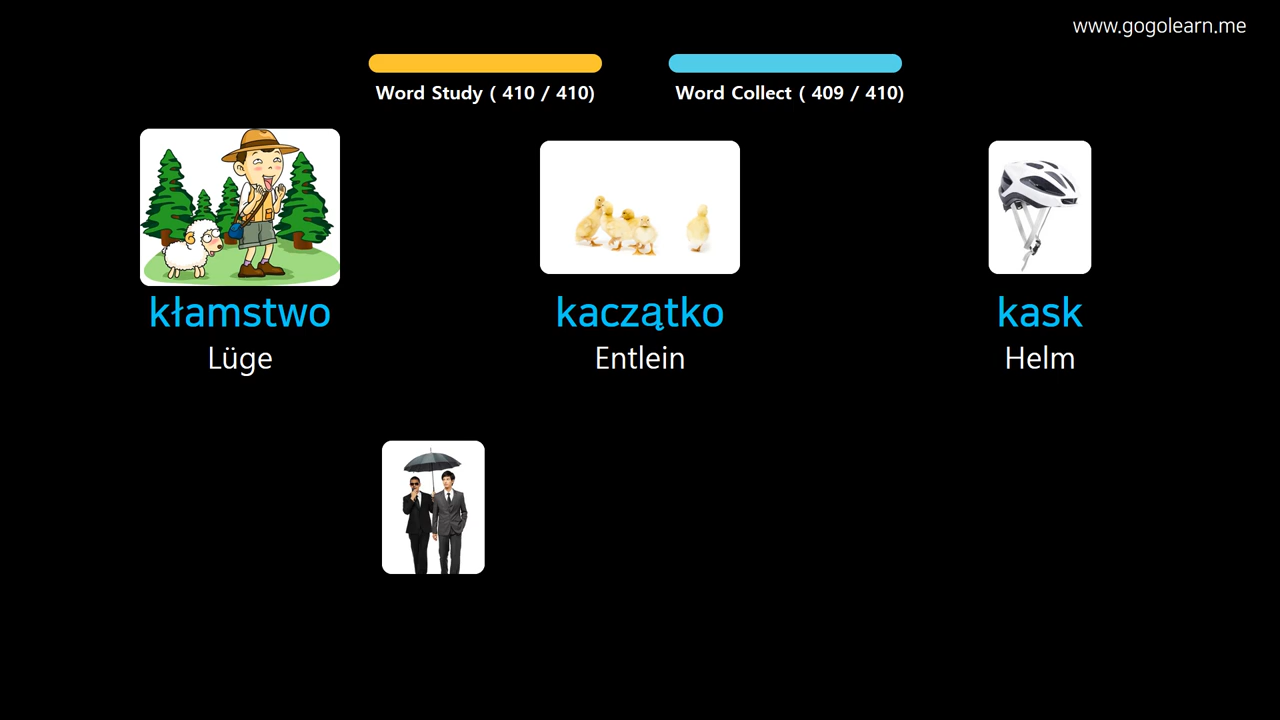 www.gogolearn.me
Word Study ( 410 / 410)
Word Collect ( 409 / 410)
kłamstwo
Lüge
kaczątko
Entlein
kask
Helm